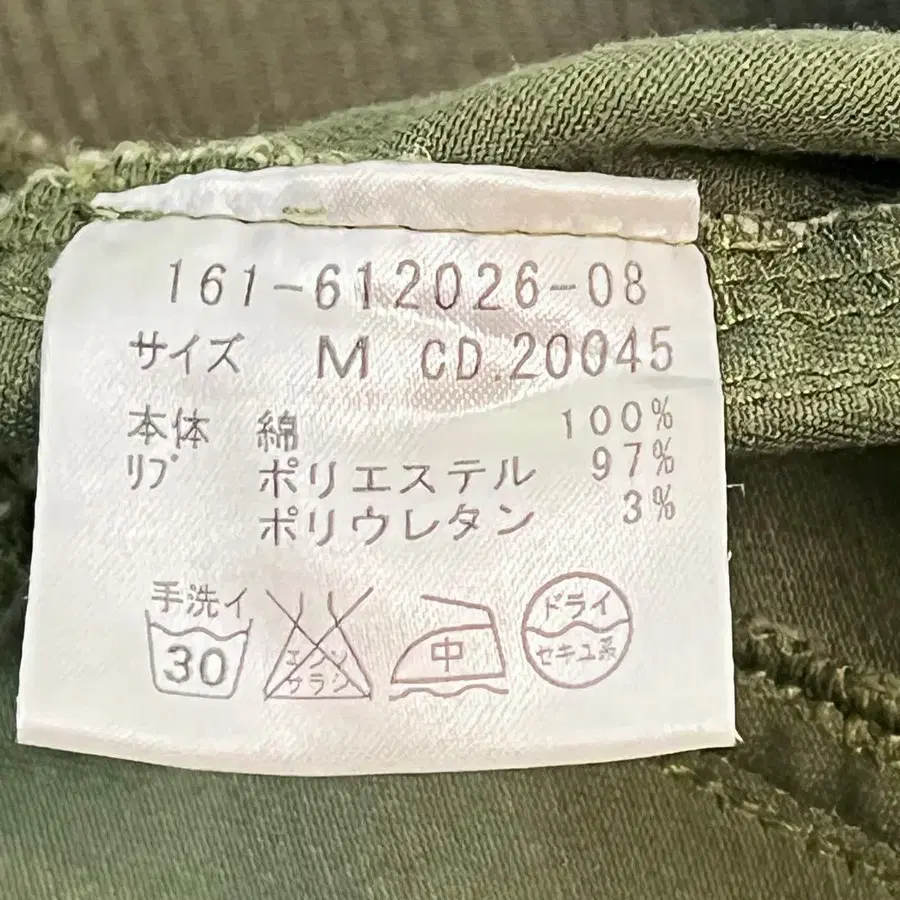 161-612026-08
サイズ M CD.20045
本体 綿 100%
リブ ポリエステル 97%
ポリウレタン 3%
手洗イ
30
エンソ
サラシ
中
ドライ
セキユ系